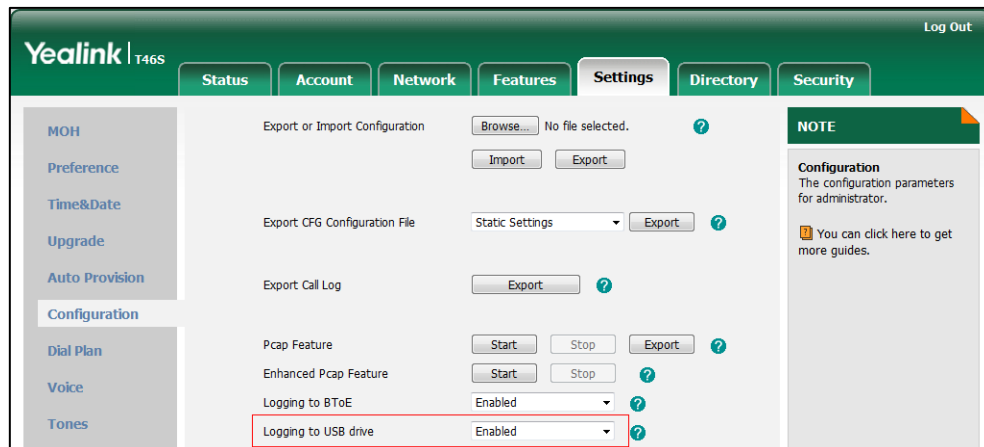 Log Out
Yealink | T46S
Status Account Network Features Settings Directory Security
MOH
Preference
Time&Date
Upgrade
Auto Provision
Configuration
Dial Plan
Voice
Tones
Export or Import Configuration Browse... No file selected. ?
Import Export
Export CFG Configuration File Static Settings Export ?
Export Call Log Export ?
Pcap Feature Start Stop Export ?
Enhanced Pcap Feature Start Stop ?
Logging to BToE Enabled ?
Logging to USB drive Enabled ?
NOTE
Configuration
The configuration parameters
for administrator.
? You can click here to get
more guides.